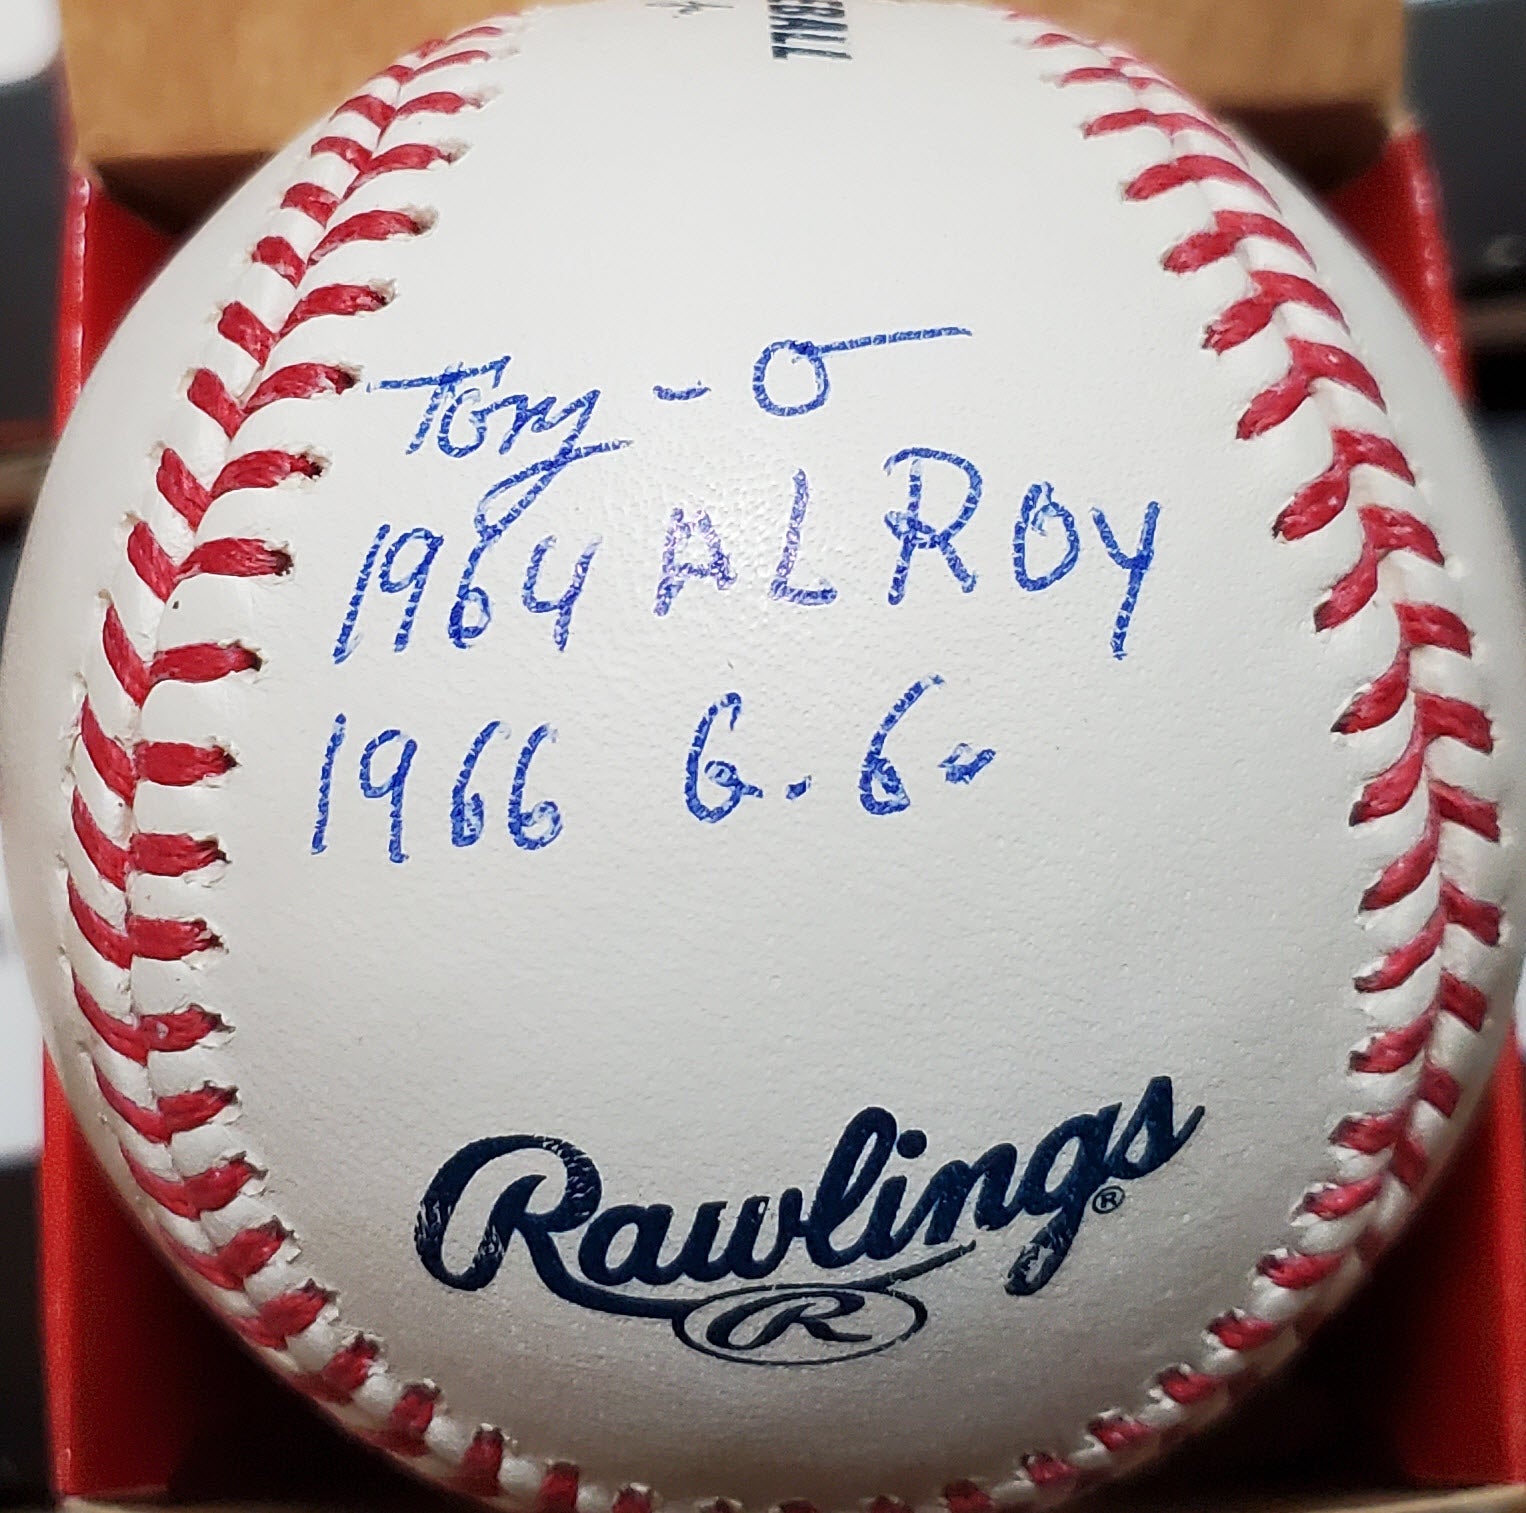 Tony-O
1964 AL ROY
1966 G.G.
Rawlings®
R